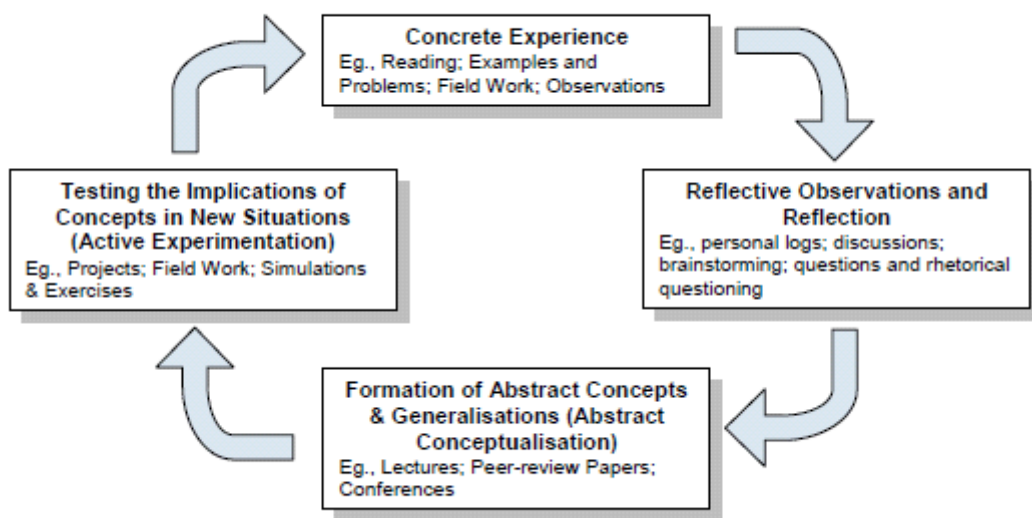 Concrete Experience
Eg., Reading; Examples and
Problems; Field Work; Observations
Testing the Implications of
Concepts in New Situations
(Active Experimentation)
Eg., Projects; Field Work; Simulations
& Exercises
Reflective Observations and
Reflection
Eg., personal logs; discussions;
brainstorming; questions and rhetorical
questioning
Formation of Abstract Concepts
& Generalisations (Abstract
Conceptualisation)
Eg., Lectures; Peer-review Papers;
Conferences